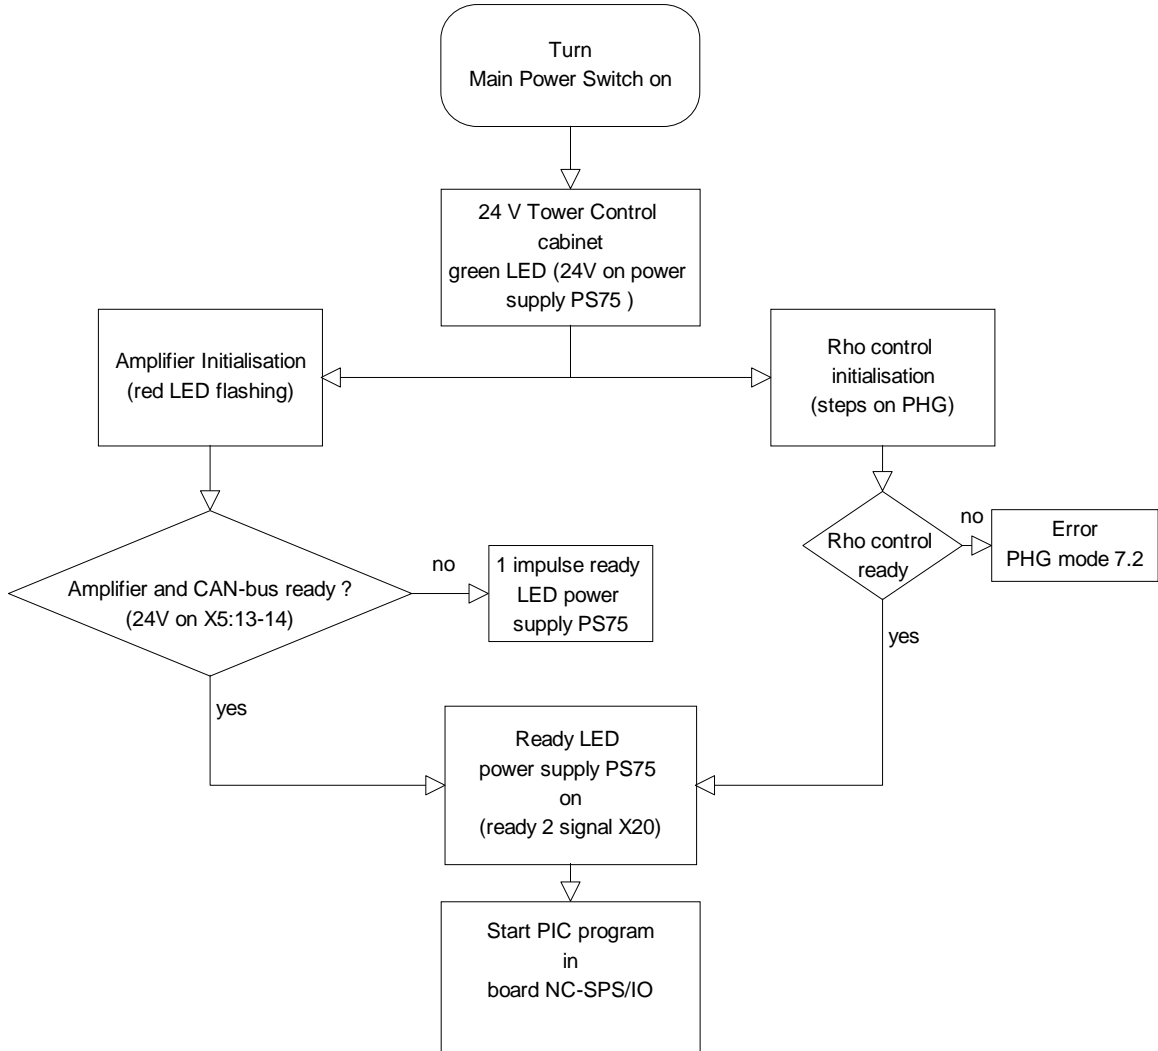 Turn
Main Power Switch on
24 V Tower Control
cabinet
green LED (24V on power
supply PS75 )
Amplifier Initialisation
(red LED flashing)
Rho control
initialisation
(steps on PHG)
Amplifier and CAN-bus ready ?
(24V on X5:13-14)
no
1 impulse ready
LED power
supply PS75
Rho control
ready
no
Error
PHG mode 7.2
yes
yes
Ready LED
power supply PS75
on
(ready 2 signal X20)
Start PIC program
in
board NC-SPS/IO